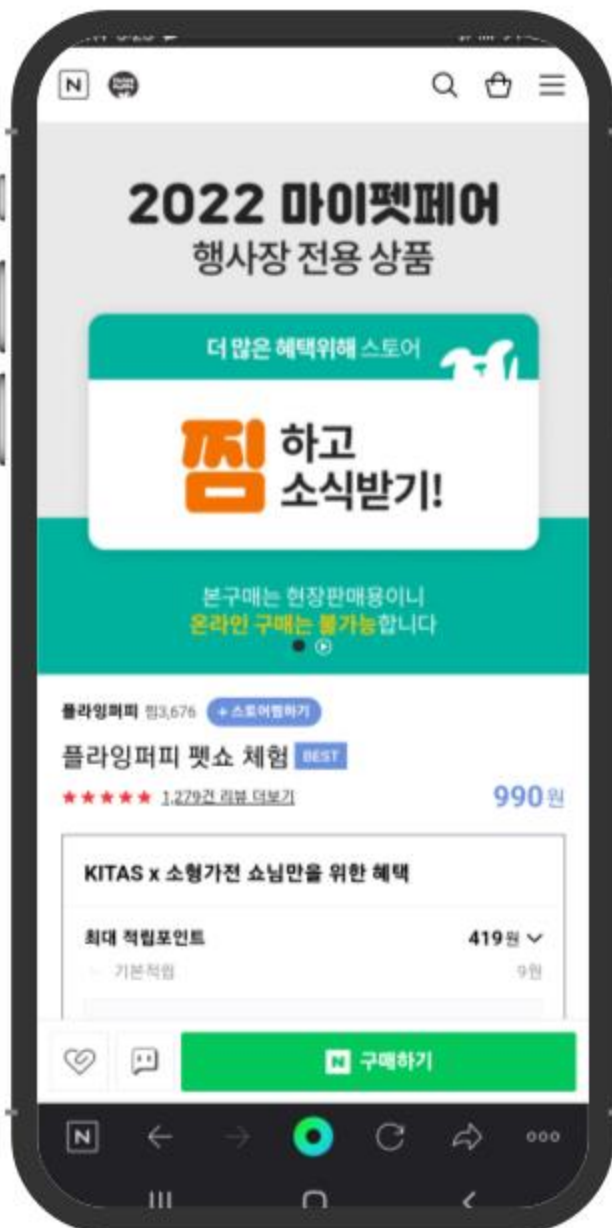 N
2022 마이펫페어
행사장 전용 상품
더 많은 혜택위해 스토어
찜 하고
소식받기!
본구매는 현장판매용이니
온라인 구매는 불가능합니다
플라잉퍼피 찜3,676 + 스토어찜하기
플라잉퍼피 펫쇼 체험 BEST
★★★★★ 1,279건 리뷰 더보기 990원
KITAS x 소형가전 쇼님만을 위한 혜택
최대 적립포인트 419원
기본적립 9원
N 구매하기
N